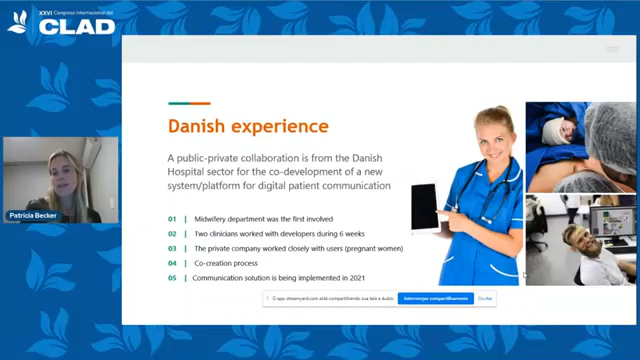 XXVI Congreso Internacional del
CLAD
Danish experience
A public-private collaboration is from the Danish
Hospital sector for the co-development of a new
system/platform for digital patient communication
01 | Midwifery department was the first involved
02 | Two clinicians worked with developers during 6 weeks
03 | The private company worked closely with users (pregnant women)
04 | Co-creation process
05 | Communication solution is being implemented in 2021
Patrícia Becker
O app streamyard.com está compartilhando sua tela e áudio. Interromper compartilhamento Ocultar